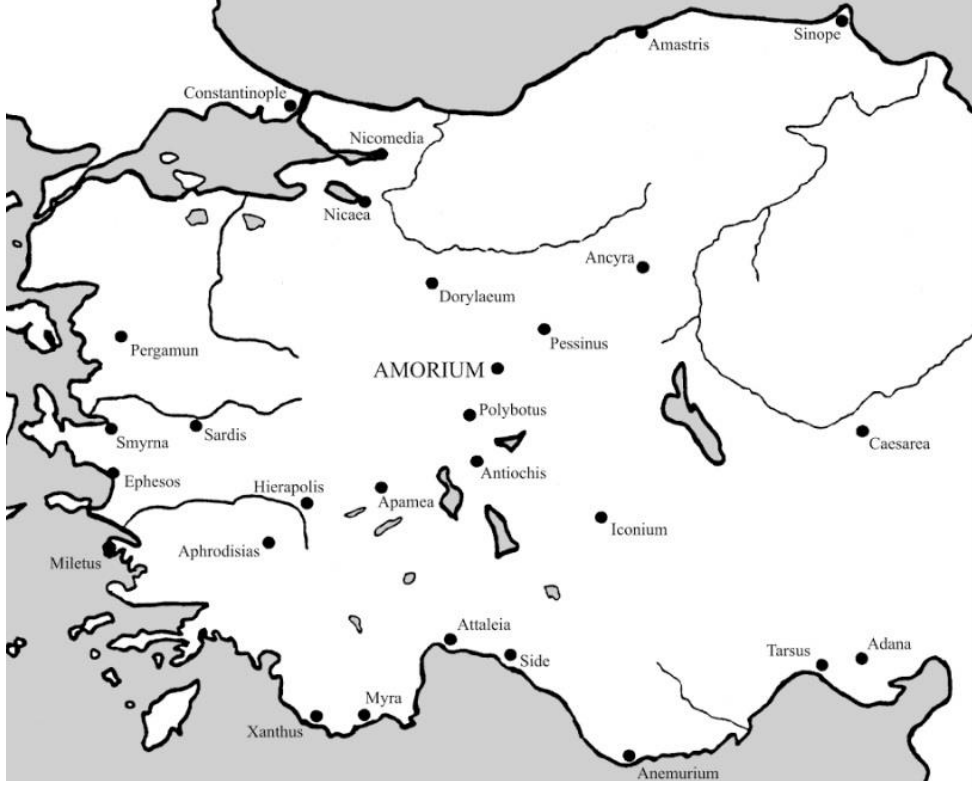 Sinope
Amastris
Constantinople
Nicomedia
Nicaea
Ancyra
Dorylaeum
Pessinus
Pergamun
AMORIUM
Polybotus
Smyrna
Sardis
Caesarea
Antiochis
Ephesos
Hierapolis
Apamea
Iconium
Aphrodisias
Miletus
Attaleia
Side
Tarsus
Adana
Myra
Xanthus
Anemurium